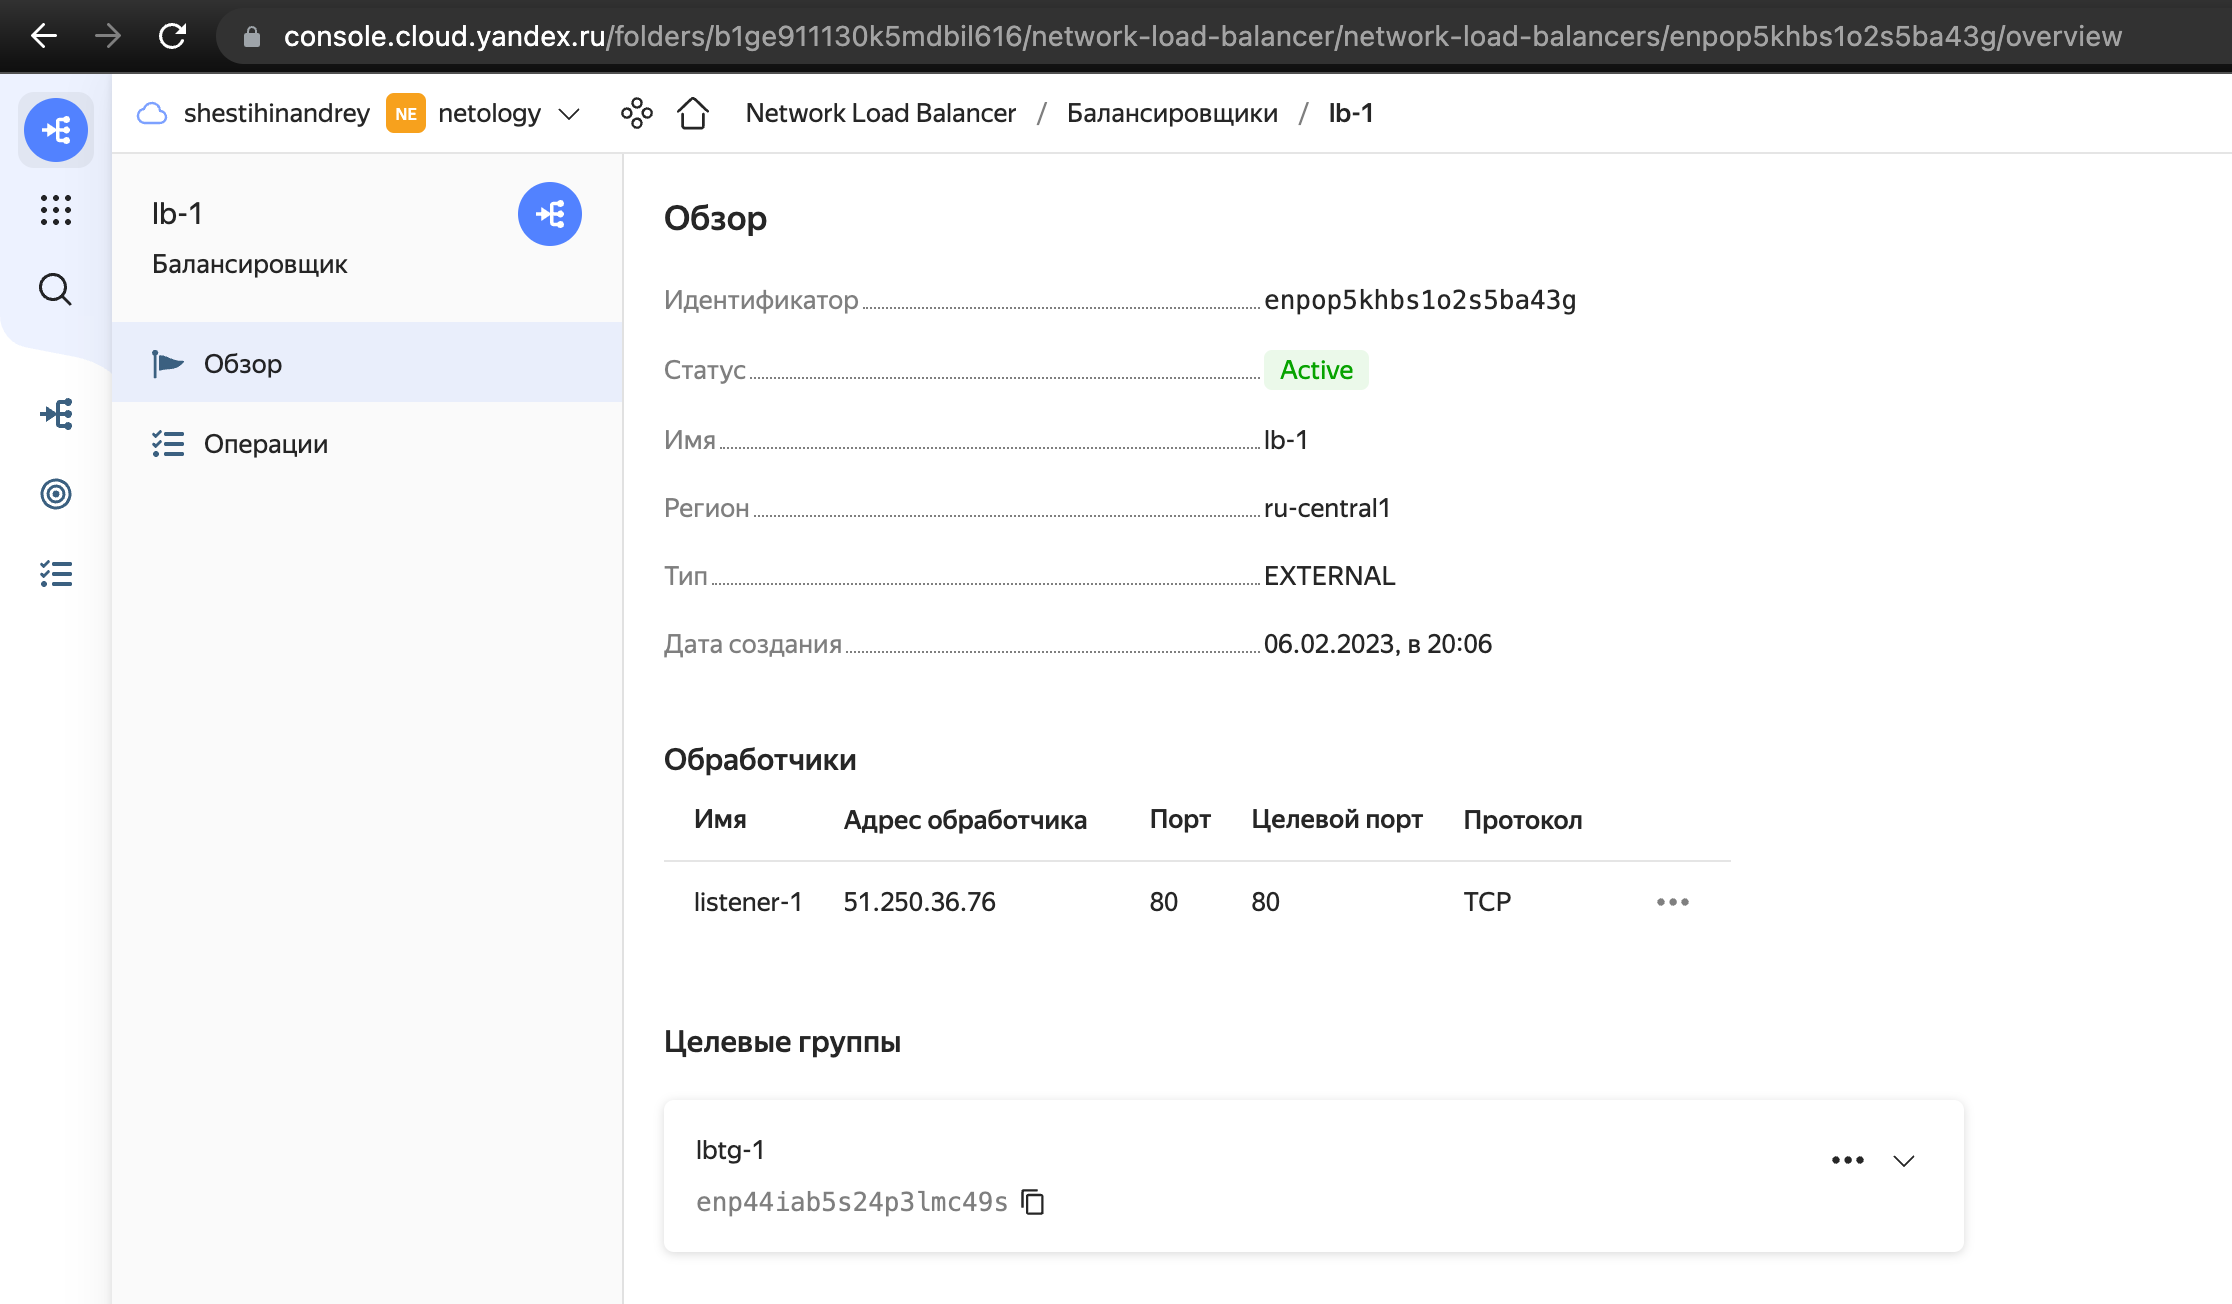 console.cloud.yandex.ru/folders/b1ge911130k5mdbil616/network-load-balancer/network-load-balancers/enpop5khbs1o2s5ba43g/overview
shestihinandrey NE netology Network Load Balancer / Балансировщики / lb-1
lb-1
Балансировщик
Обзор
Операции
Обзор
Идентификатор enpop5khbs1o2s5ba43g
Статус Active
Имя lb-1
Регион ru-central1
Тип EXTERNAL
Дата создания 06.02.2023, в 20:06
Обработчики
Имя Адрес обработчика Порт Целевой порт Протокол
listener-1 51.250.36.76 80 80 TCP
Целевые группы
lbtg-1
enp44iab5s24p3lmc49s